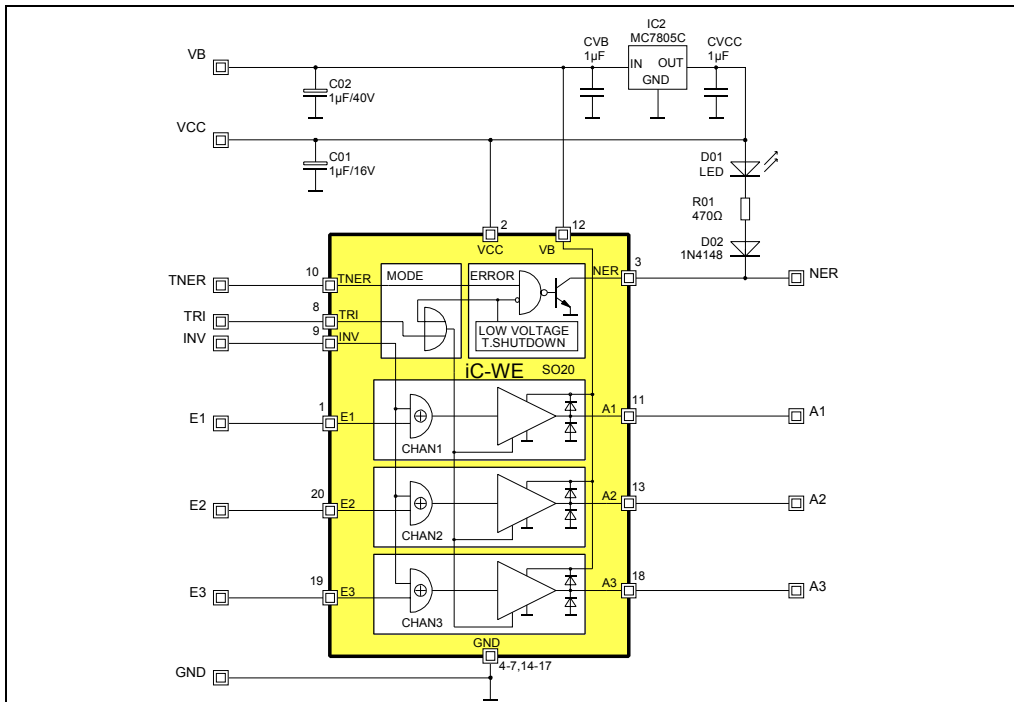 IC2
MC7805C
VB
CVB
1µF
CVCC
1µF
IN
OUT
GND
C02
1µF/40V
VCC
C01
1µF/16V
D01
LED
R01
470Ω
D02
1N4148
2
12
VCC
VB
3
NER
NER
TNER
10
TNER
MODE
ERROR
TRI
8
TRI
INV
9
INV
LOW VOLTAGE
T.SHUTDOWN
iC-WE
SO20
E1
1
E1
CHAN1
A1
11
A1
E2
20
E2
CHAN2
A2
13
A2
E3
19
E3
CHAN3
A3
18
A3
GND
4-7,14-17
GND